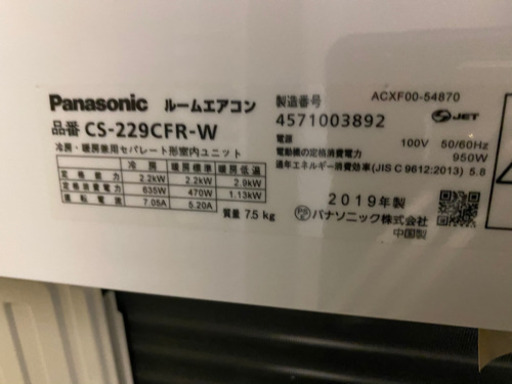 Panasonic ルームエアコン
品番 CS-229CFR-W
冷房・暖房兼用セパレート形室内ユニット
冷房 暖房標準 暖房低温
定格能力 2.2kW 2.2kW 2.9kW
定格消費電力 635W 470W 1.13kW
7.05A 5.20A
質量 7.5 kg
製造番号 ACXF00-54870
4571003892 JET
電源 100V 50/60Hz
電動機の定格消費電力 950W
通年エネルギー消費効率(JIS C 9612:2013) 5.8
2019年製
パナソニック株式会社
中国製